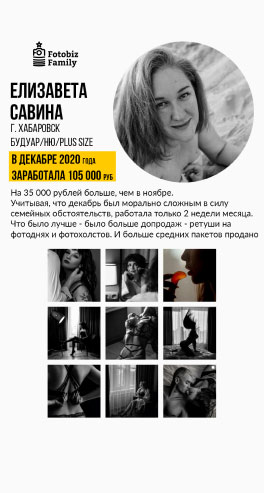 Fotobiz
Family
ЕЛИЗАВЕТА
САВИНА
Г. ХАБАРОВСК
БУДУАР/НЮ/PLUS SIZE
В ДЕКАБРЕ 2020 ГОДА
ЗАРАБОТАЛА 105 000 РУБ
На 35 000 рублей больше, чем в ноябре.
Учитывая, что декабрь был морально сложным в силу
семейных обстоятельств, работала только 2 недели месяца.
Что было лучше - было больше допродаж - ретуши на
фотоднях и фотохолстов. И больше средних пакетов продано